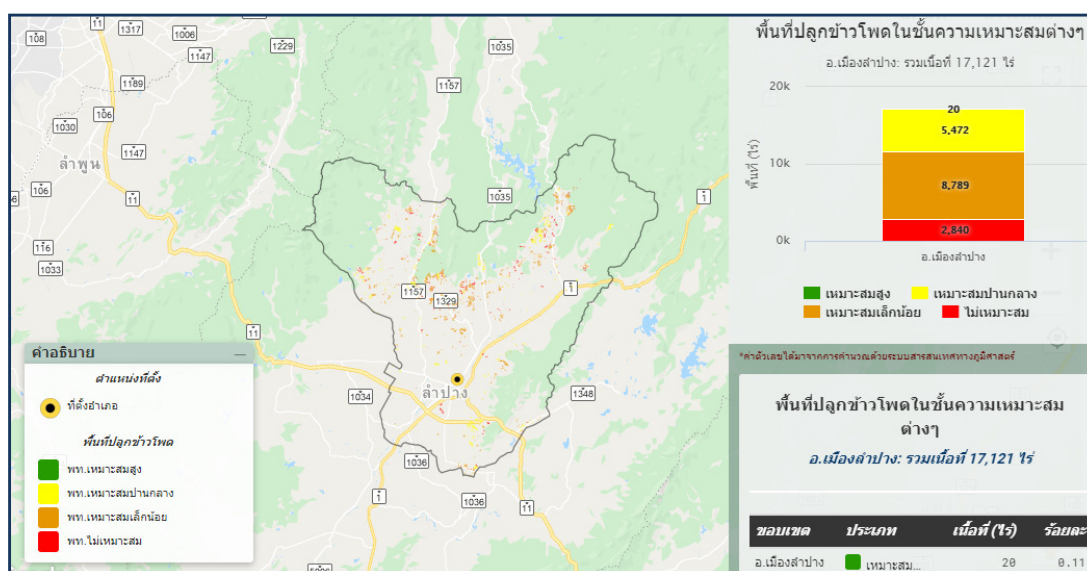 11
1317
1006
108
1147
1229
1035
1157
1189
106
1030
1147
ลำพูน
106
11
1035
1
116
1033
1157
1329
1
11
ลำปาง
1034
1348
1036
1
1036
11
คำอธิบาย
ตำแหน่งที่ตั้ง
ที่ตั้งอำเภอ
พื้นที่ปลูกข้าวโพด
พท.เหมาะสมสูง
พท.เหมาะสมปานกลาง
พท.เหมาะสมเล็กน้อย
พท.ไม่เหมาะสม
พื้นที่ปลูกข้าวโพดในชั้นความเหมาะสมต่างๆ
อ.เมืองลำปาง: รวมเนื้อที่ 17,121 ไร่
20k
10k
0k
พื้นที่ (ไร่)
20
5,472
8,789
2,840
อ.เมืองลำปาง
เหมาะสมสูง เหมาะสมปานกลาง
เหมาะสมเล็กน้อย ไม่เหมาะสม
*ค่าตัวเลขได้มาจากการคำนวณด้วยระบบสารสนเทศทางภูมิศาสตร์
พื้นที่ปลูกข้าวโพดในชั้นความเหมาะสม
ต่างๆ
อ.เมืองลำปาง: รวมเนื้อที่ 17,121 ไร่
ขอบเขต ประเภท เนื้อที่ (ไร่) ร้อยละ
อ.เมืองลำปาง เหมาะสม... 20 0.11